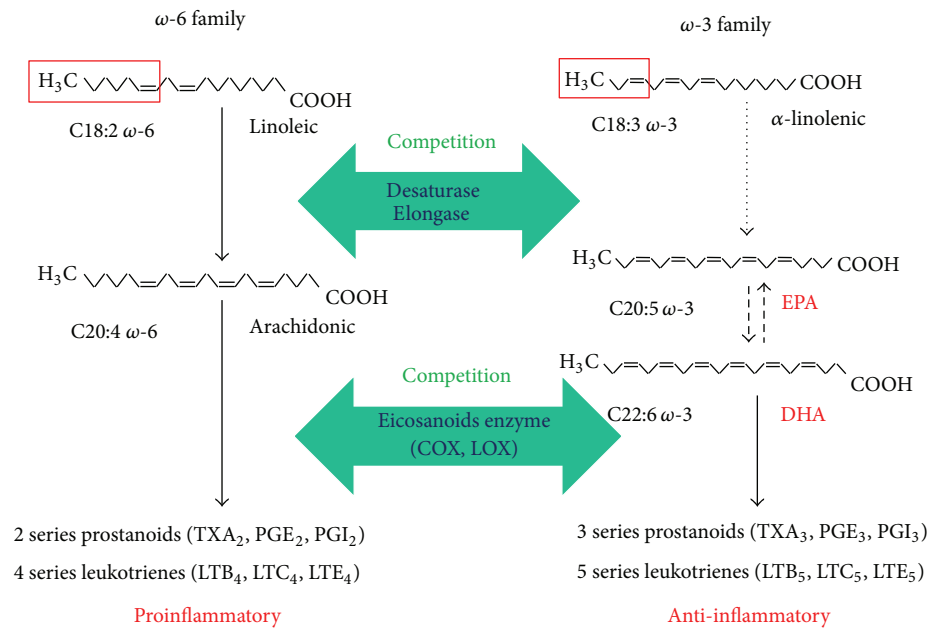 ω-6 family
H₃C
COOH
C18:2 ω-6
Linoleic
ω-3 family
H₃C
COOH
C18:3 ω-3
α-linolenic
Competition
Desaturase
Elongase
H₃C
COOH
C20:4 ω-6
Arachidonic
H₃C
COOH
C20:5 ω-3
EPA
H₃C
COOH
C22:6 ω-3
DHA
Competition
Eicosanoids enzyme
(COX, LOX)
2 series prostanoids (TXA₂, PGE₂, PGI₂)
4 series leukotrienes (LTB₄, LTC₄, LTE₄)
Proinflammatory
3 series prostanoids (TXA₃, PGE₃, PGI₃)
5 series leukotrienes (LTB₅, LTC₅, LTE₅)
Anti-inflammatory